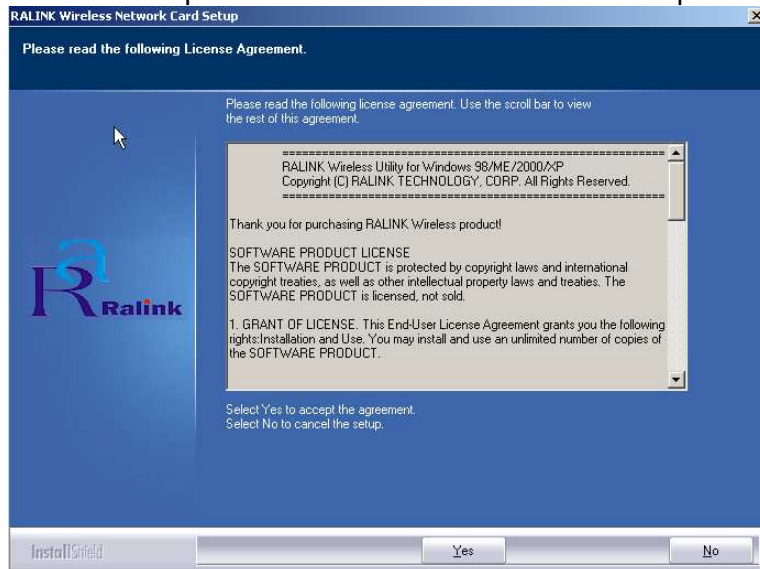 RALINK Wireless Network Card Setup
Please read the following License Agreement.
Please read the following license agreement. Use the scroll bar to view
the rest of this agreement.
==========================================================
RALINK Wireless Utility for Windows 98/ME/2000/XP
Copyright (C) RALINK TECHNOLOGY, CORP. All Rights Reserved.
==========================================================
Thank you for purchasing RALINK Wireless product!
SOFTWARE PRODUCT LICENSE
The SOFTWARE PRODUCT is protected by copyright laws and international
copyright treaties, as well as other intellectual property laws and treaties. The
SOFTWARE PRODUCT is licensed, not sold.
1. GRANT OF LICENSE. This End-User License Agreement grants you the following
rights:Installation and Use. You may install and use an unlimited number of copies of
the SOFTWARE PRODUCT.
Ralink
Select Yes to accept the agreement.
Select No to cancel the setup.
InstallShield
Yes
No